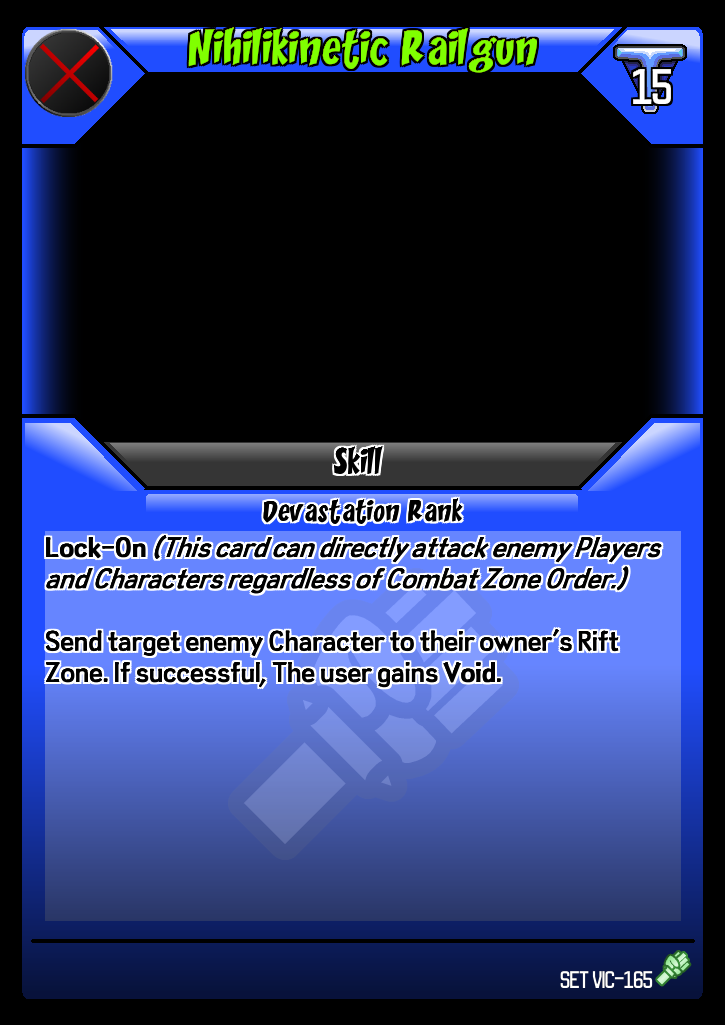 Nihilikinetic Railgun
15
Skill
Devastation Rank
Lock-On (This card can directly attack enemy Players
and Characters regardless of Combat Zone Order.)
Send target enemy Character to their owner's Rift
Zone. If successful, The user gains Void.
SET VIC-165